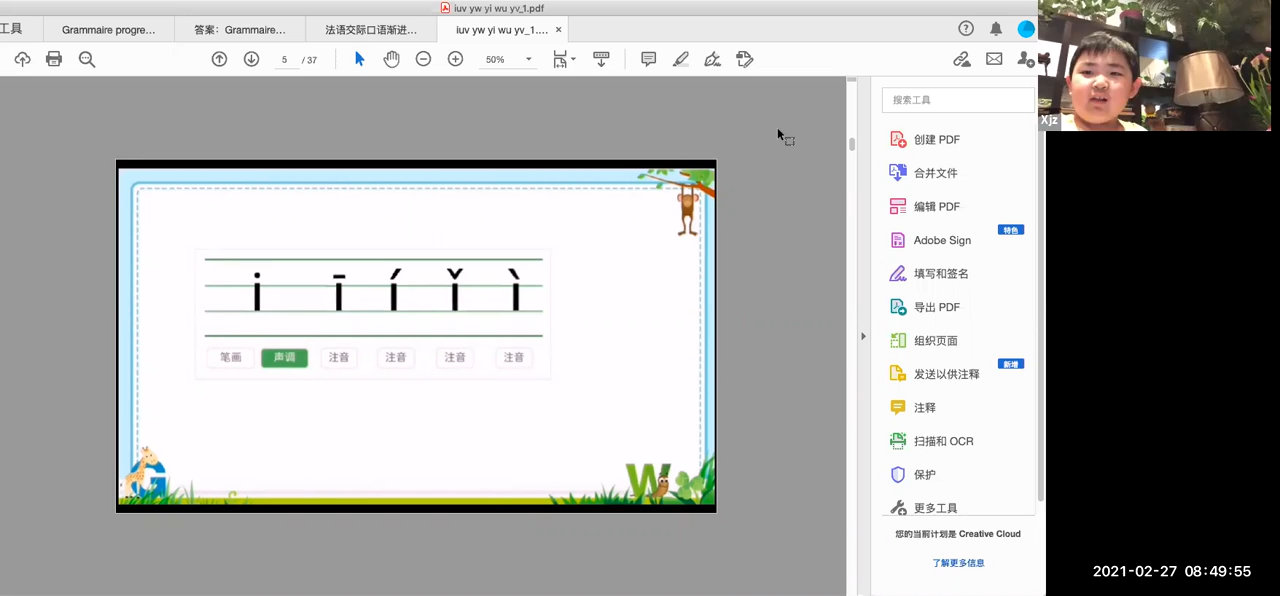 iuv yw yi wu yv_1.pdf
工具
Grammaire progre...
答案：Grammaire...
法语交际口语渐进...
iuv yw yi wu yv_1.... ×
5 / 37
50%
Xjz
搜索工具
创建 PDF
合并文件
编辑 PDF
Adobe Sign
特色
填写和签名
导出 PDF
组织页面
发送以供注释
新增
注释
扫描和 OCR
保护
更多工具
您的当前计划是 Creative Cloud
了解更多信息
i ī í ǐ ì
笔画 声调 注音 注音 注音 注音
G
W
2021-02-27 08:49:55